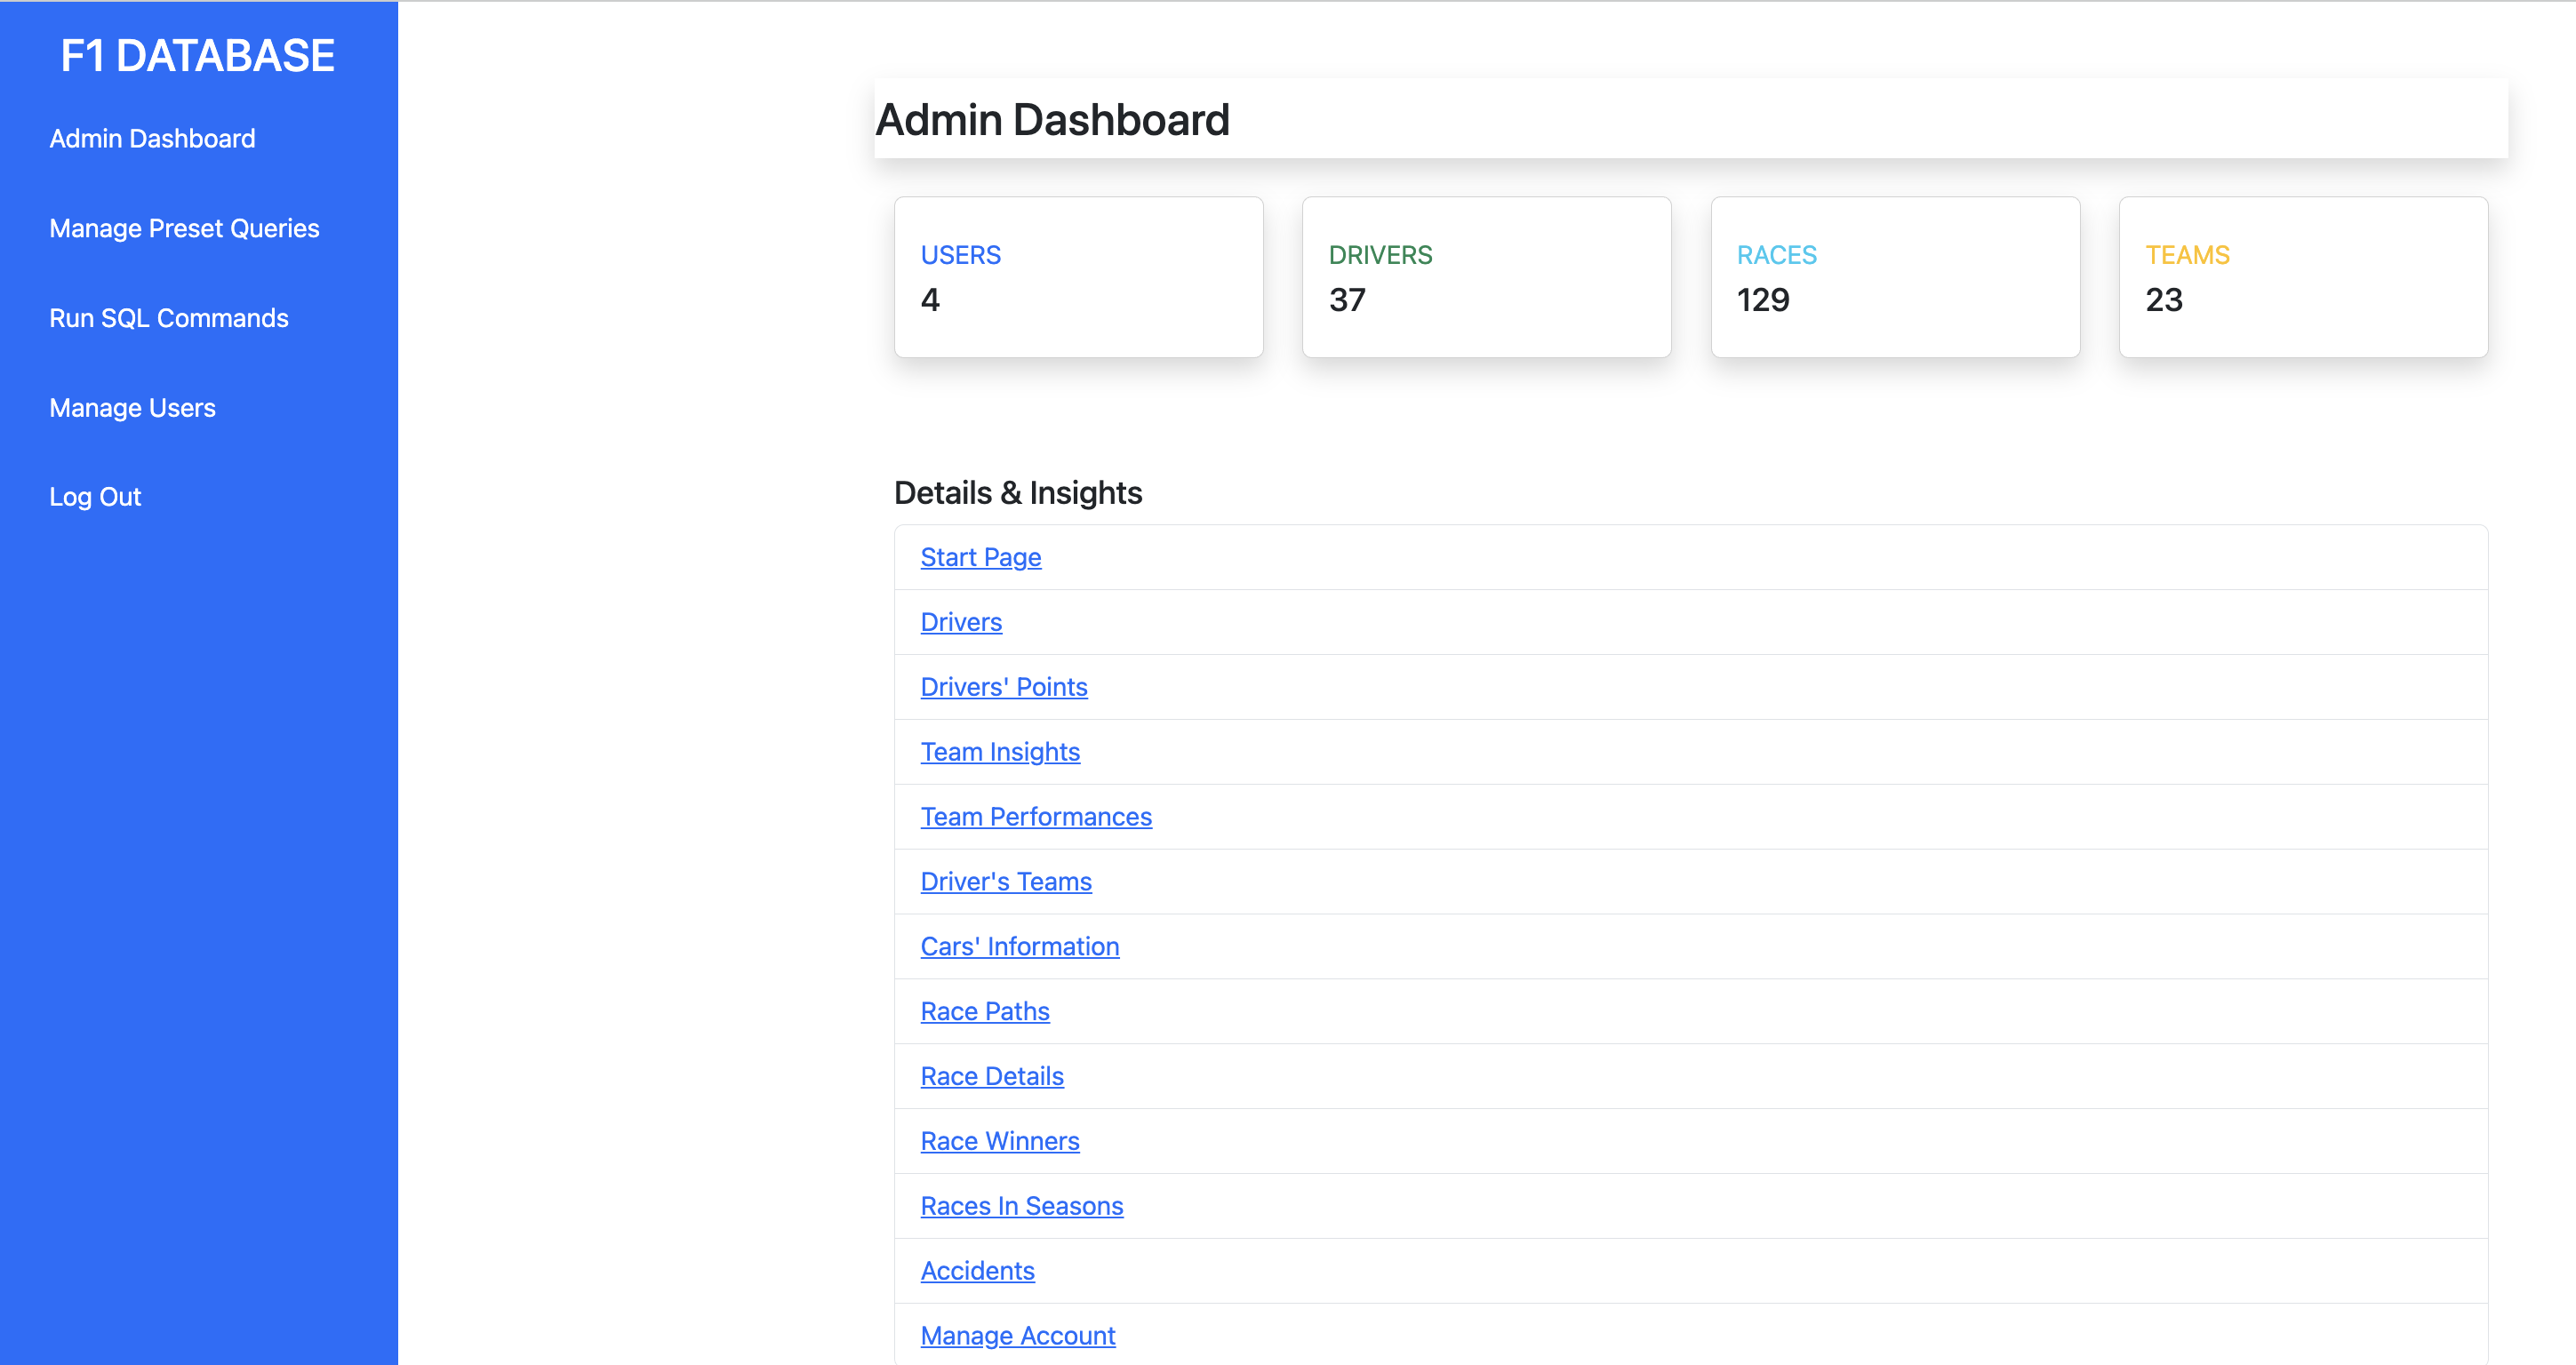 F1 DATABASE
Admin Dashboard
Manage Preset Queries
Run SQL Commands
Manage Users
Log Out
Admin Dashboard
USERS
4
DRIVERS
37
RACES
129
TEAMS
23
Details & Insights
Start Page
Drivers
Drivers' Points
Team Insights
Team Performances
Driver's Teams
Cars' Information
Race Paths
Race Details
Race Winners
Races In Seasons
Accidents
Manage Account